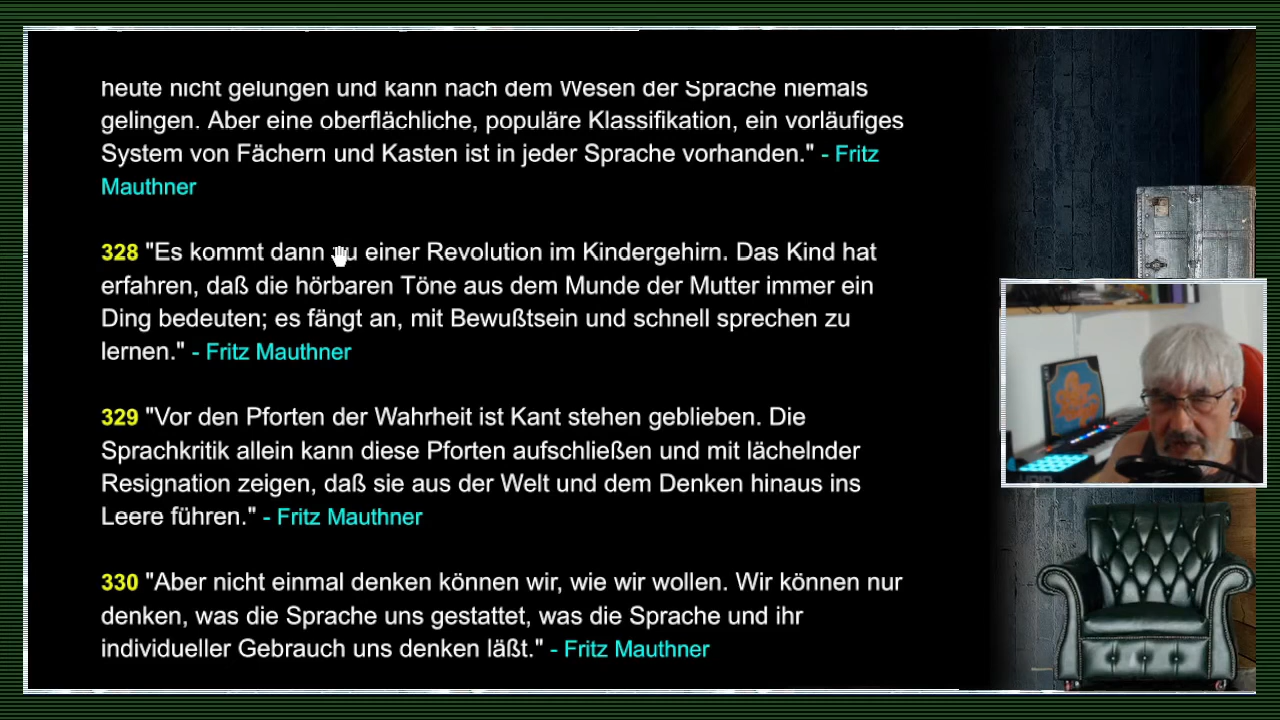 heute nicht gelungen und kann nach dem Wesen der Sprache niemals
gelingen. Aber eine oberflächliche, populäre Klassifikation, ein vorläufiges
System von Fächern und Kasten ist in jeder Sprache vorhanden." - Fritz
Mauthner
328 "Es kommt dann zu einer Revolution im Kindergehirn. Das Kind hat
erfahren, daß die hörbaren Töne aus dem Munde der Mutter immer ein
Ding bedeuten; es fängt an, mit Bewußtsein und schnell sprechen zu
lernen." - Fritz Mauthner
329 "Vor den Pforten der Wahrheit ist Kant stehen geblieben. Die
Sprachkritik allein kann diese Pforten aufschließen und mit lächelnder
Resignation zeigen, daß sie aus der Welt und dem Denken hinaus ins
Leere führen." - Fritz Mauthner
330 "Aber nicht einmal denken können wir, wie wir wollen. Wir können nur
denken, was die Sprache uns gestattet, was die Sprache und ihr
individueller Gebrauch uns denken läßt." - Fritz Mauthner